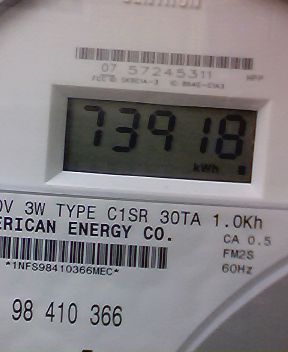 07 57245311
73918
kWh
0V 3W TYPE C1SR 30TA 1.0Kh
ERICAN ENERGY CO.
CA 0.5
FM2S
*1NFS98410366MEC*
60Hz
98 410 366